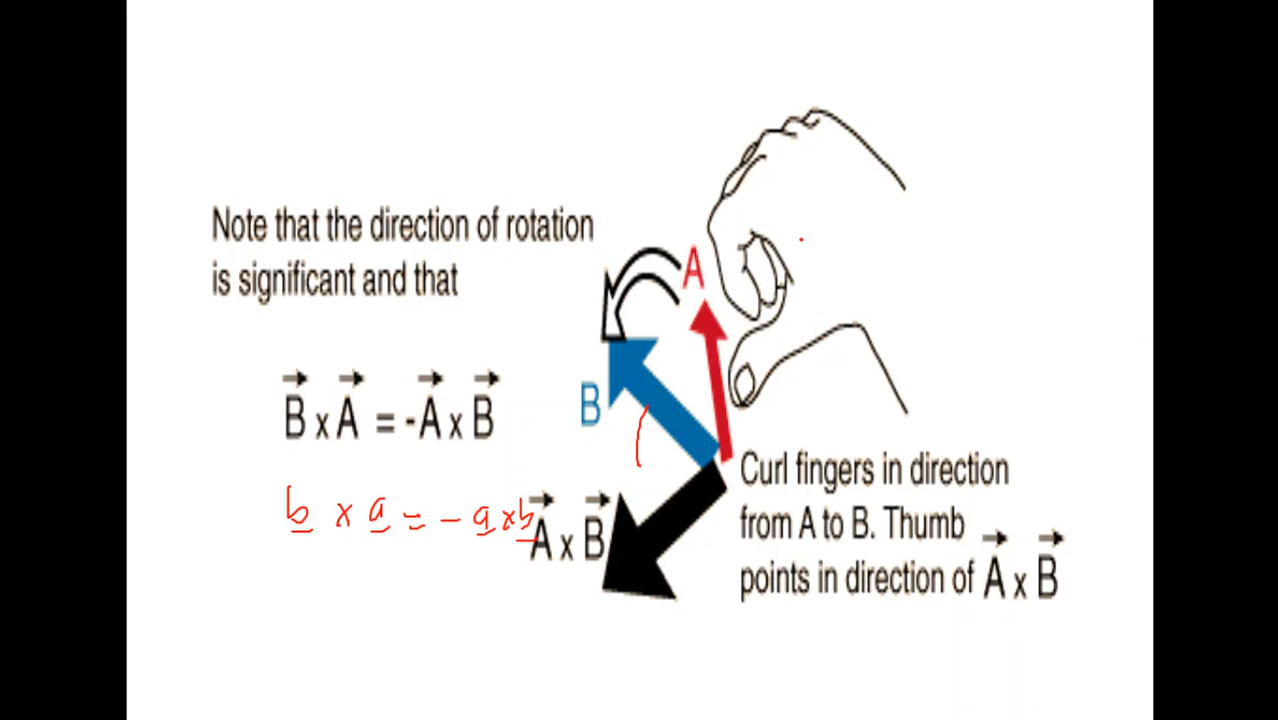 Note that the direction of rotation
is significant and that
A
B
B⃗ x A⃗ = -A⃗ x B⃗
b × a = - a × b
A⃗ x B⃗
Curl fingers in direction
from A to B. Thumb
points in direction of A⃗ x B⃗